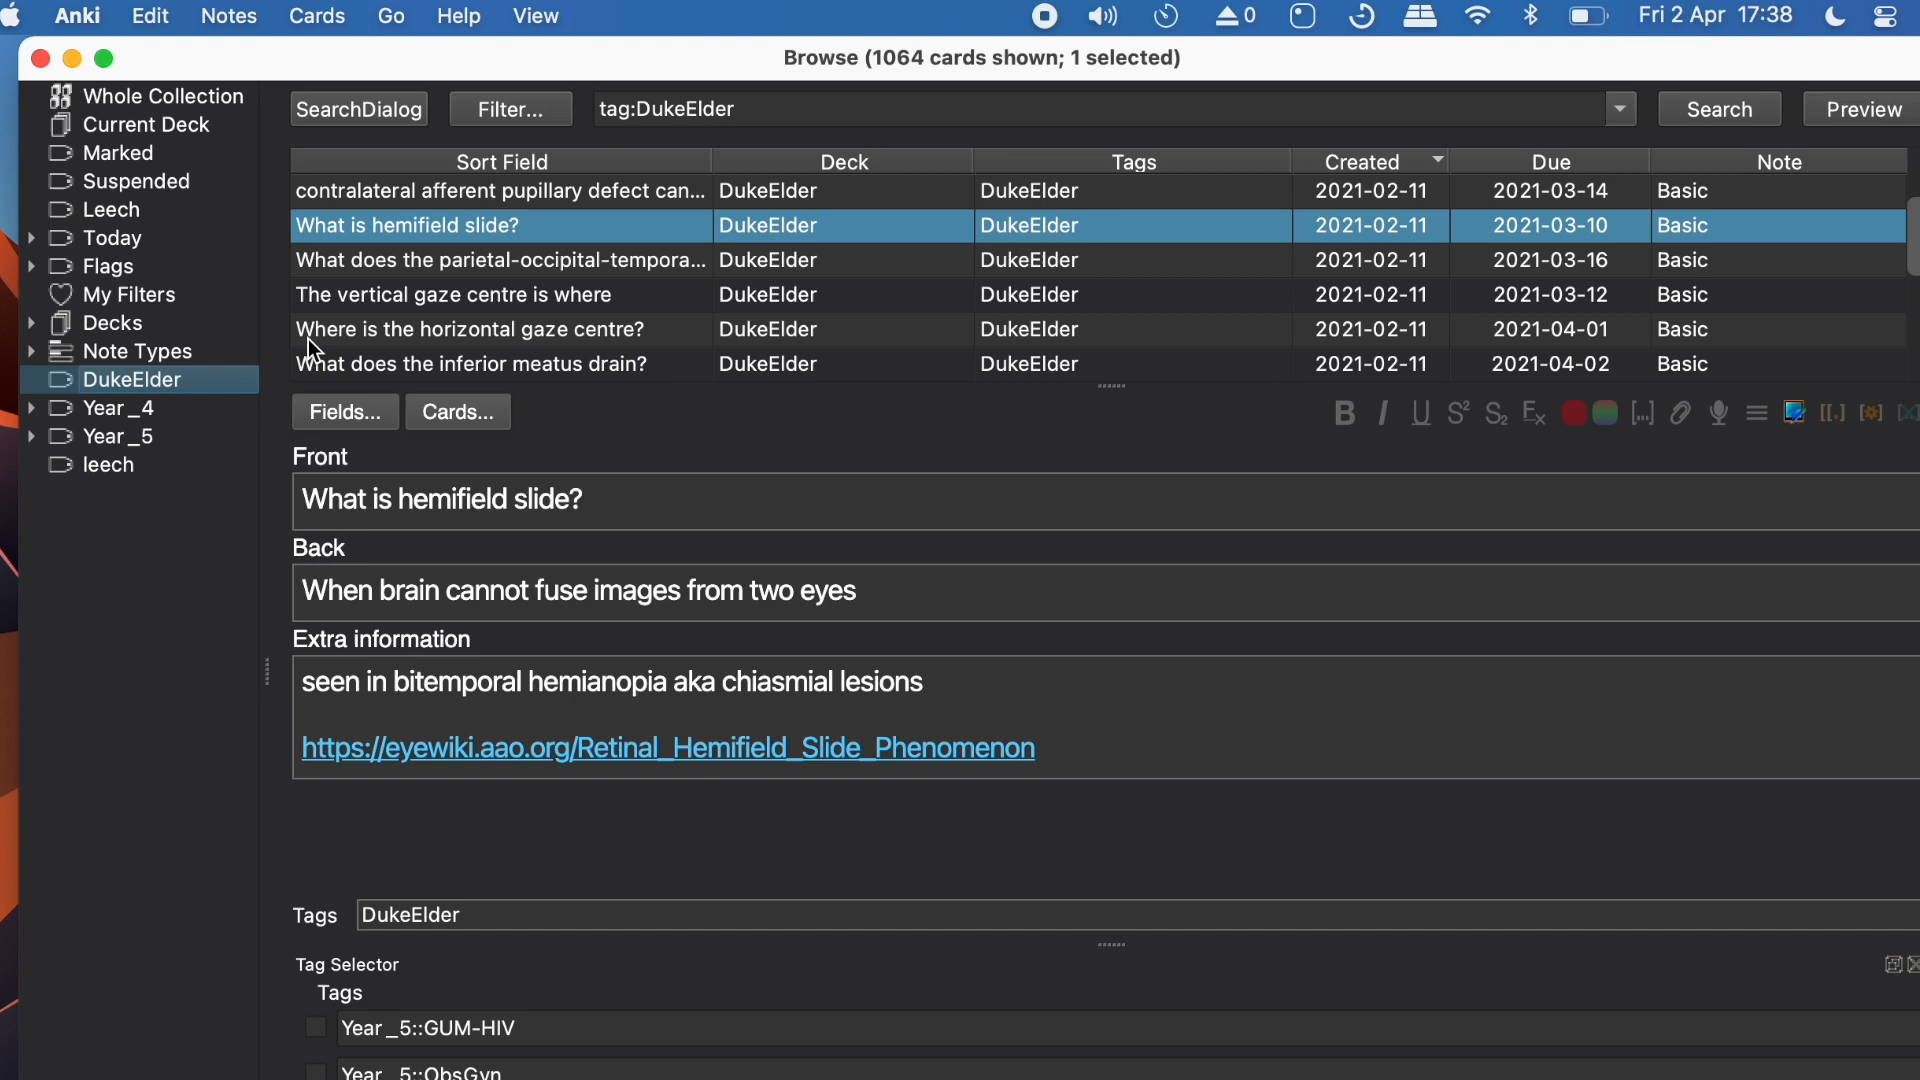 Anki Edit Notes Cards Go Help View 0 Fri 2 Apr 17:38
Browse (1064 cards shown; 1 selected)
Whole Collection
Current Deck
Marked
Suspended
Leech
Today
Flags
My Filters
Decks
Note Types
DukeElder
Year_4
Year_5
leech
SearchDialog Filter... tag:DukeElder Search Preview
Sort Field Deck Tags Created Due Note
contralateral afferent pupillary defect can... DukeElder DukeElder 2021-02-11 2021-03-14 Basic
What is hemifield slide? DukeElder DukeElder 2021-02-11 2021-03-10 Basic
What does the parietal-occipital-tempora... DukeElder DukeElder 2021-02-11 2021-03-16 Basic
The vertical gaze centre is where DukeElder DukeElder 2021-02-11 2021-03-12 Basic
Where is the horizontal gaze centre? DukeElder DukeElder 2021-02-11 2021-04-01 Basic
What does the inferior meatus drain? DukeElder DukeElder 2021-02-11 2021-04-02 Basic
Fields... Cards...
Front
What is hemifield slide?
Back
When brain cannot fuse images from two eyes
Extra information
seen in bitemporal hemianopia aka chiasmial lesions
https://eyewiki.aao.org/Retinal_Hemifield_Slide_Phenomenon
Tags DukeElder
Tag Selector
Tags
Year_5::GUM-HIV
Year_5::ObsGyn